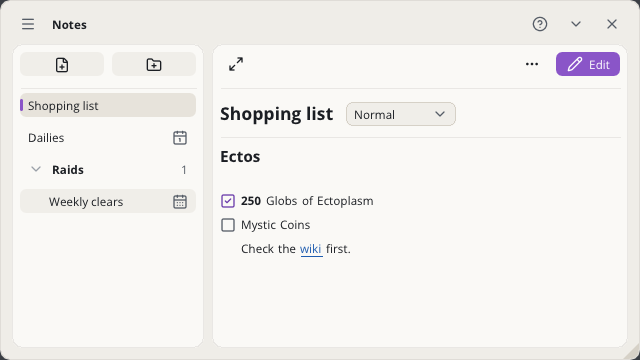 Notes
Edit
Shopping list
Dailies
Raids 1
Weekly clears
Shopping list Normal
Ectos
250 Globs of Ectoplasm
Mystic Coins
Check the wiki first.